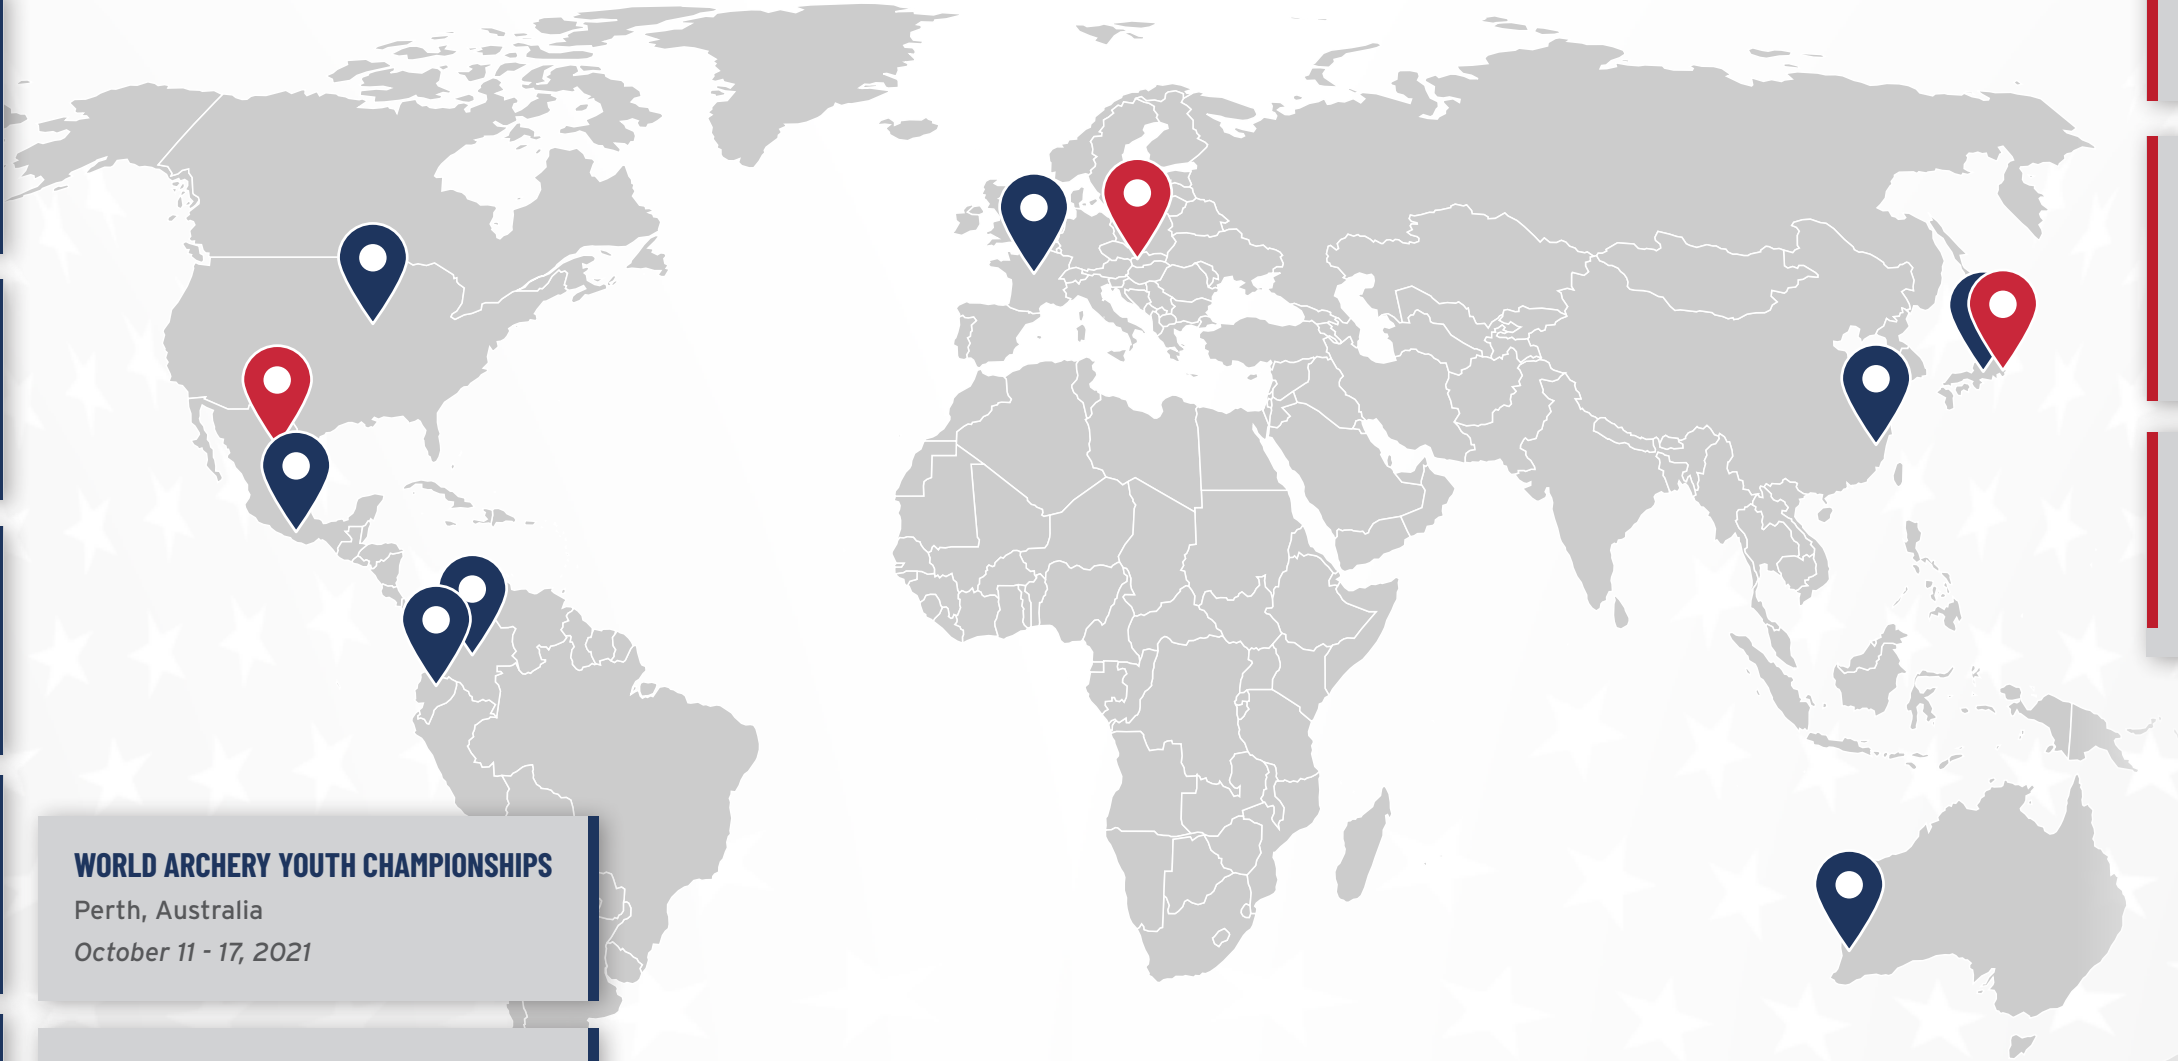 WORLD ARCHERY YOUTH CHAMPIONSHIPS
Perth, Australia
October 11 - 17, 2021